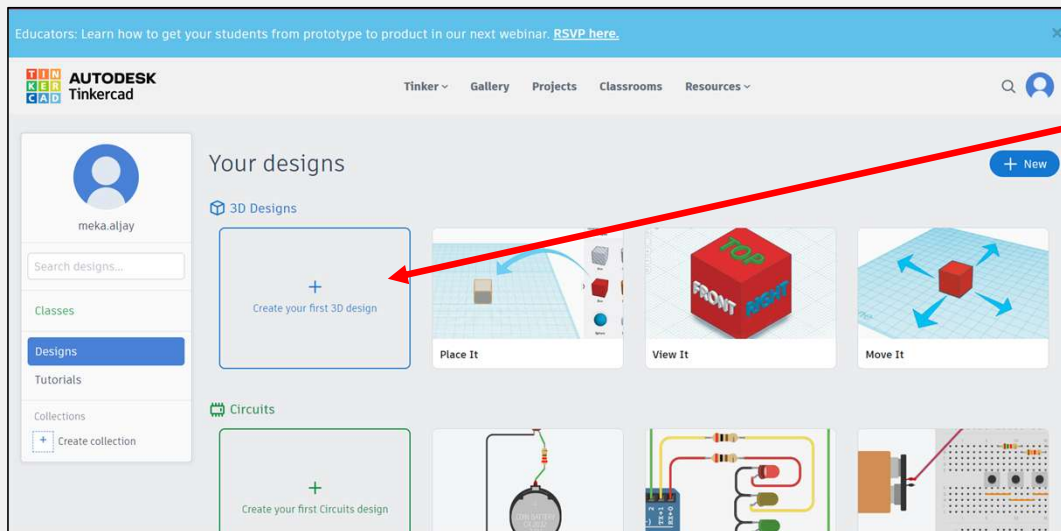 Educators: Learn how to get your students from prototype to product in our next webinar. RSVP here.
TIN
KER
CAD
AUTODESK
Tinkercad
Tinker
Gallery
Projects
Classrooms
Resources
meka.aljay
Search designs...
Classes
Designs
Tutorials
Collections
+ Create collection
Your designs
+ New
3D Designs
+
Create your first 3D design
Place It
TOP
FRONT
RIGHT
View It
Move It
Circuits
+
Create your first Circuits design